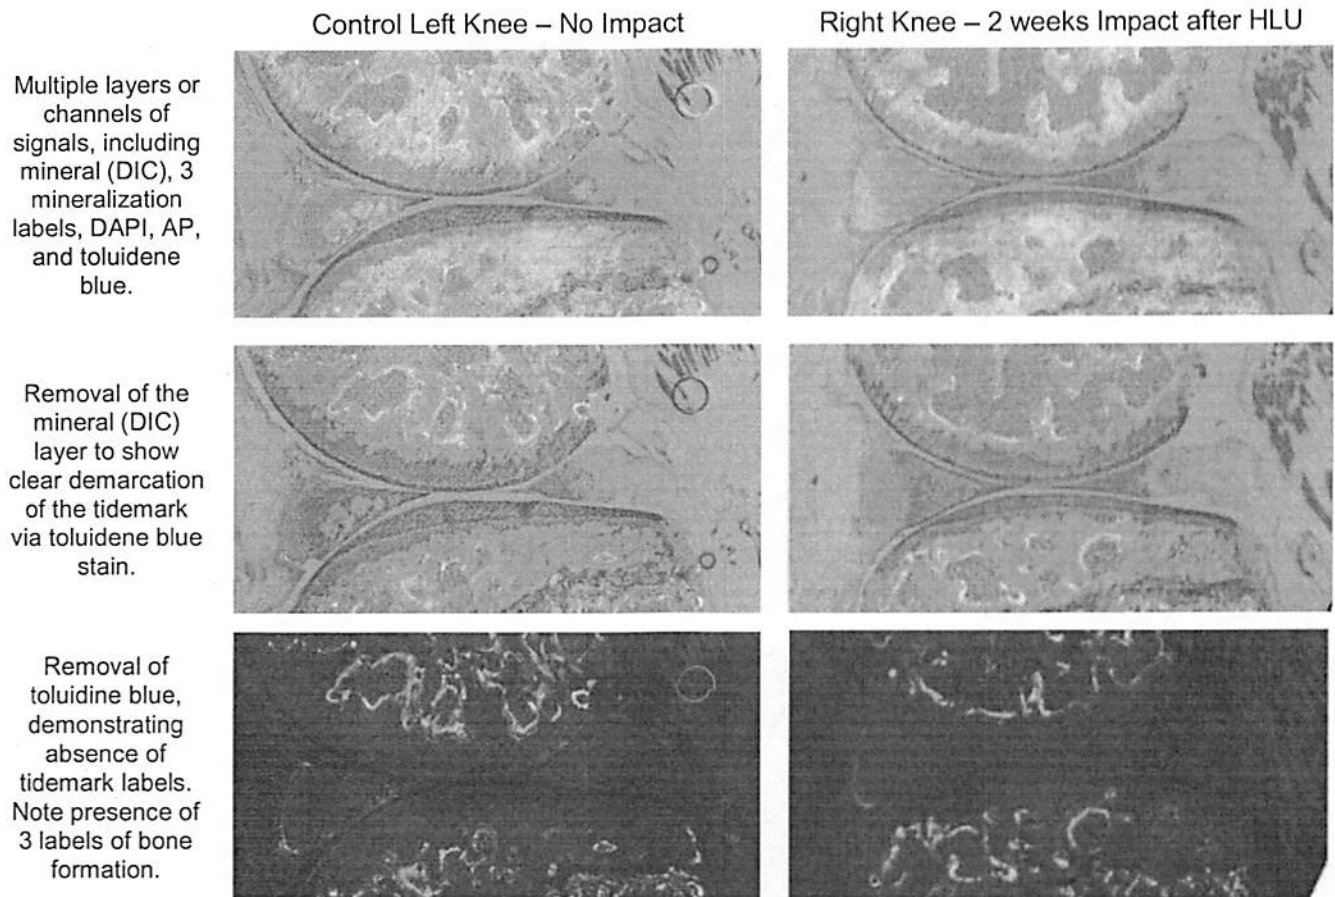 Control Left Knee – No Impact
Right Knee – 2 weeks Impact after HLU
Multiple layers or
channels of
signals, including
mineral (DIC), 3
mineralization
labels, DAPI, AP,
and toluidene
blue.
Removal of the
mineral (DIC)
layer to show
clear demarcation
of the tidemark
via toluidene blue
stain.
Removal of
toluidine blue,
demonstrating
absence of
tidemark labels.
Note presence of
3 labels of bone
formation.